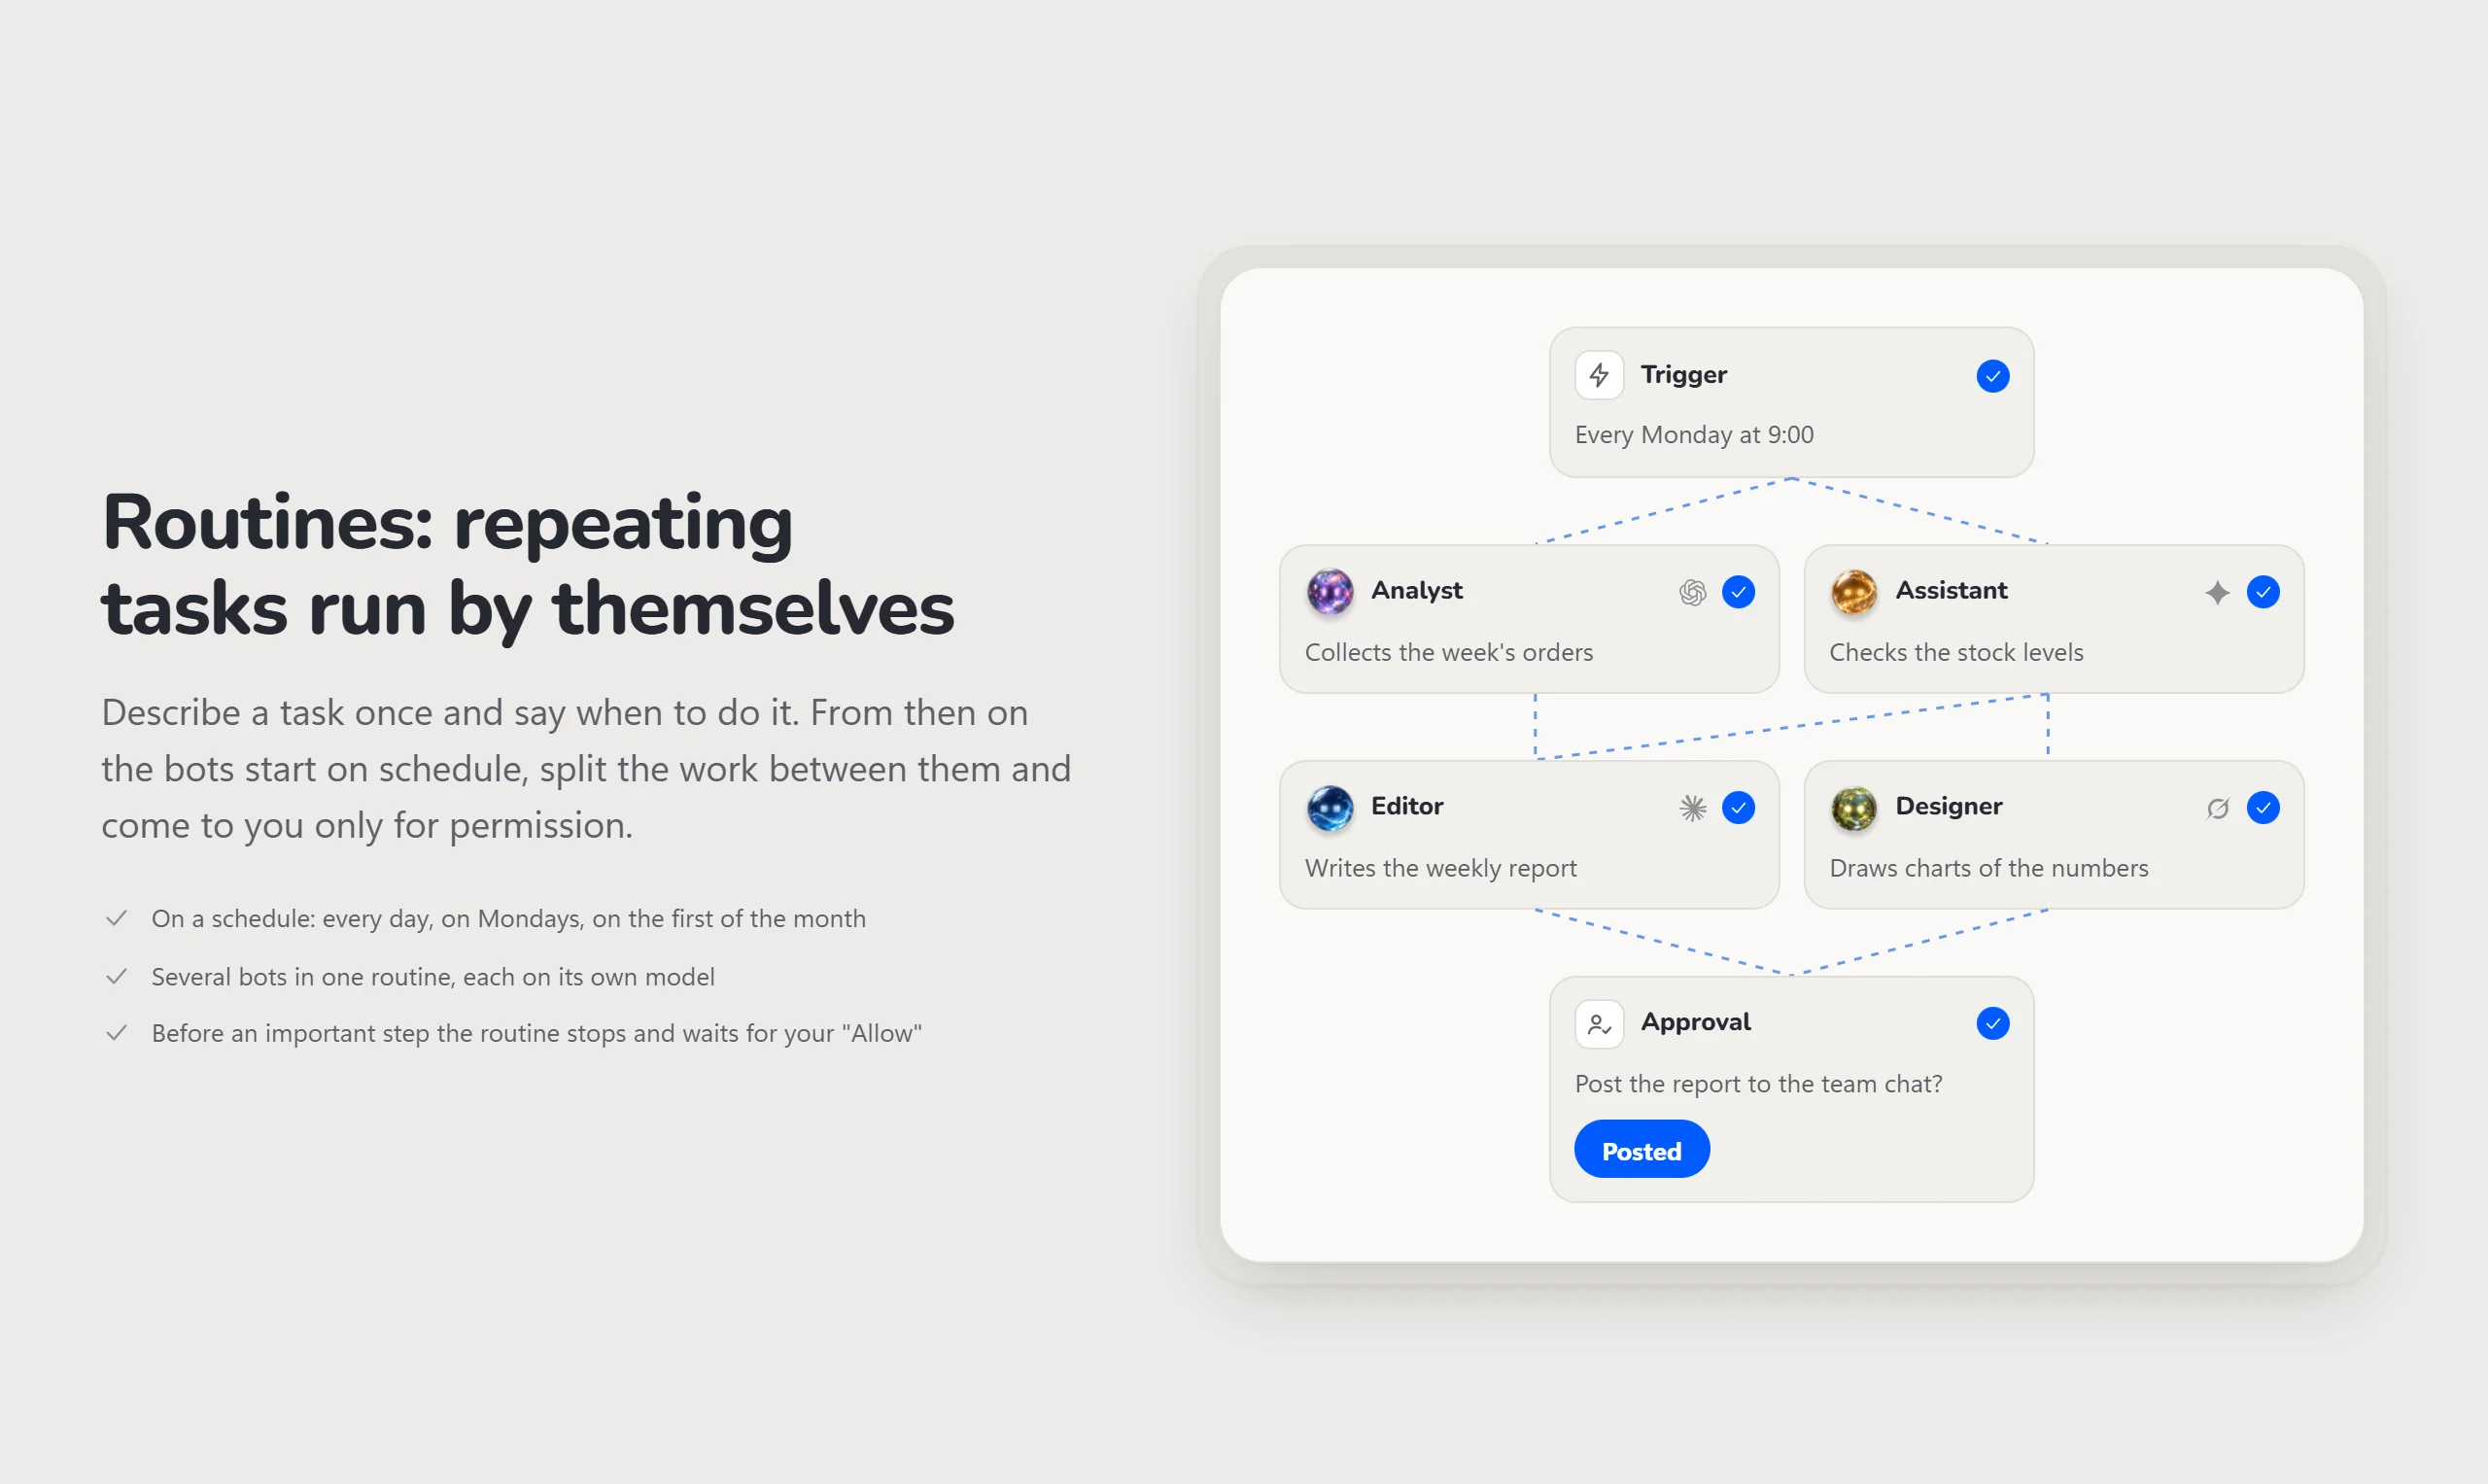 Routines: repeating
tasks run by themselves
Describe a task once and say when to do it. From then on
the bots start on schedule, split the work between them and
come to you only for permission.
On a schedule: every day, on Mondays, on the first of the month
Several bots in one routine, each on its own model
Before an important step the routine stops and waits for your "Allow"
Trigger
Every Monday at 9:00
Analyst
Collects the week's orders
Assistant
Checks the stock levels
Editor
Writes the weekly report
Designer
Draws charts of the numbers
Approval
Post the report to the team chat?
Posted